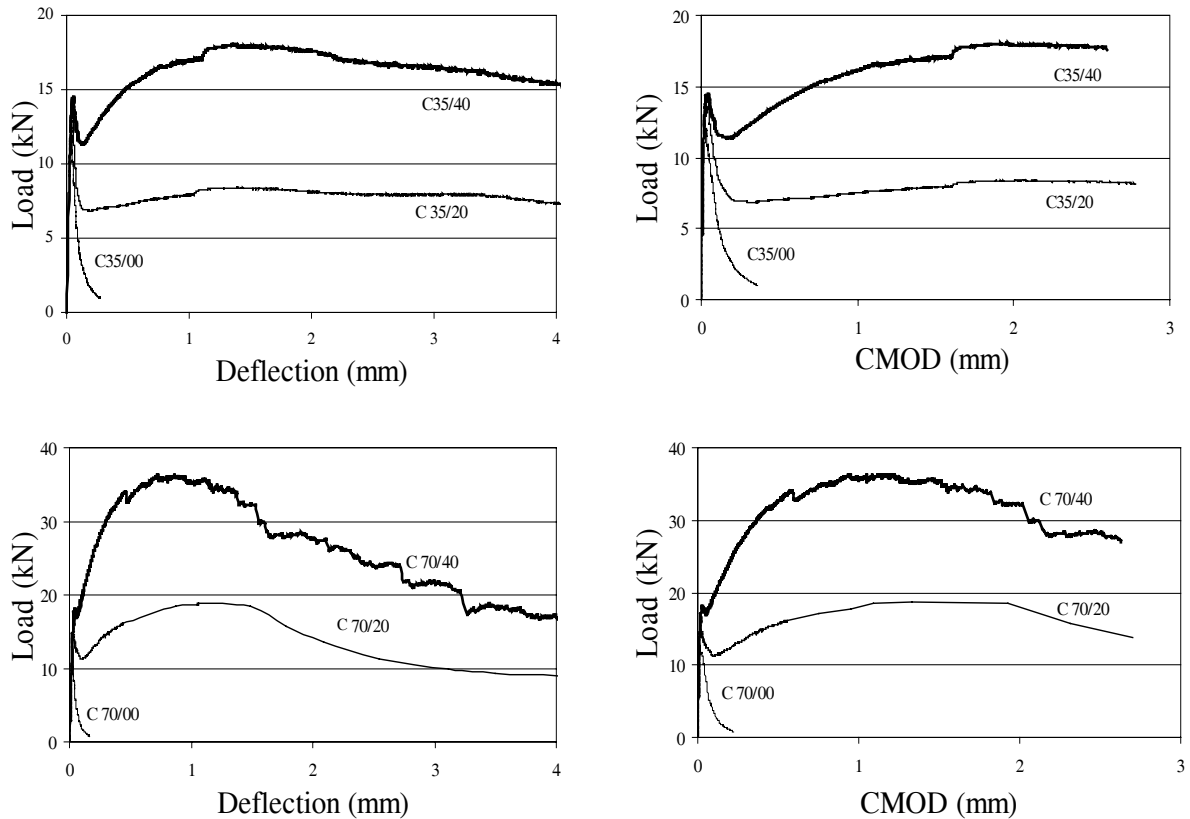 20
15
10
5
0
Load (kN)
C35/40
C 35/20
C35/00
0 1 2 3 4
Deflection (mm)
20
15
10
5
0
Load (kN)
C35/40
C35/20
C35/00
0 1 2 3
CMOD (mm)
40
30
20
10
0
Load (kN)
C 70/40
C 70/20
C 70/00
0 1 2 3 4
Deflection (mm)
40
30
20
10
0
Load (kN)
C 70/40
C 70/20
C 70/00
0 1 2 3
CMOD (mm)